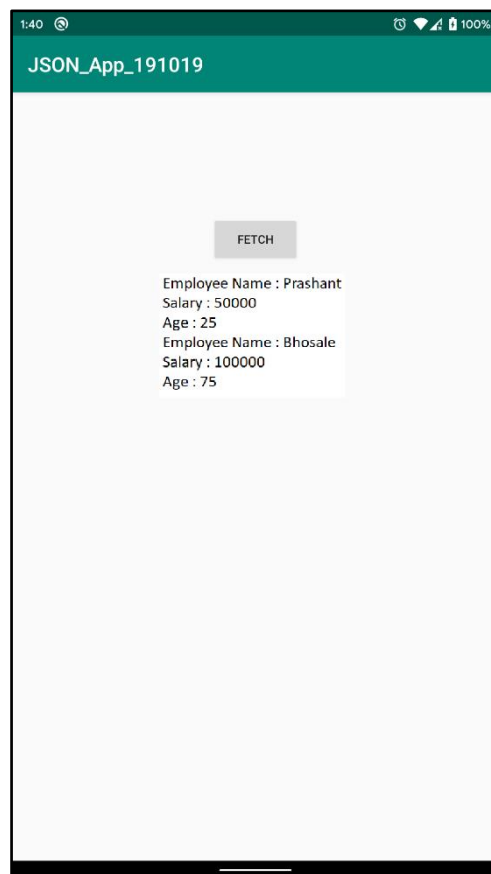 1:40 100%
JSON_App_191019
FETCH
Employee Name : Prashant
Salary : 50000
Age : 25
Employee Name : Bhosale
Salary : 100000
Age : 75